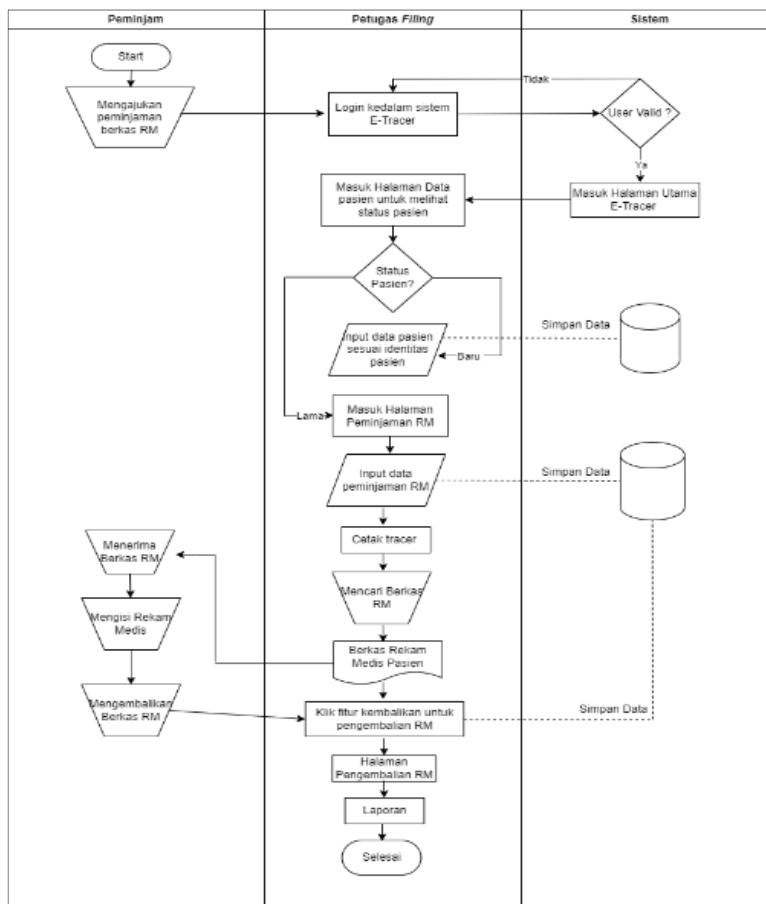 Peminjam
Petugas Filing
Sistem
Start
Mengajukan
peminjaman
berkas RM
Login kedalam sistem
E-Tracer
Tidak
User Valid ?
Ya
Masuk Halaman Utama
E-Tracer
Masuk Halaman Data
pasien untuk melihat
status pasien
Status
Pasien?
Input data pasien
sesuai identitas
pasien
Baru
Simpan Data
Lama
Masuk Halaman
Peminjaman RM
Input data
peminjaman RM
Simpan Data
Cetak tracer
Mencari Berkas
RM
Berkas Rekam
Medis Pasien
Menerima
Berkas RM
Mengisi Rekam
Medis
Mengembalikan
Berkas RM
Klik fitur kembalikan untuk
pengembalian RM
Simpan Data
Halaman
Pengembalian RM
Laporan
Selesai